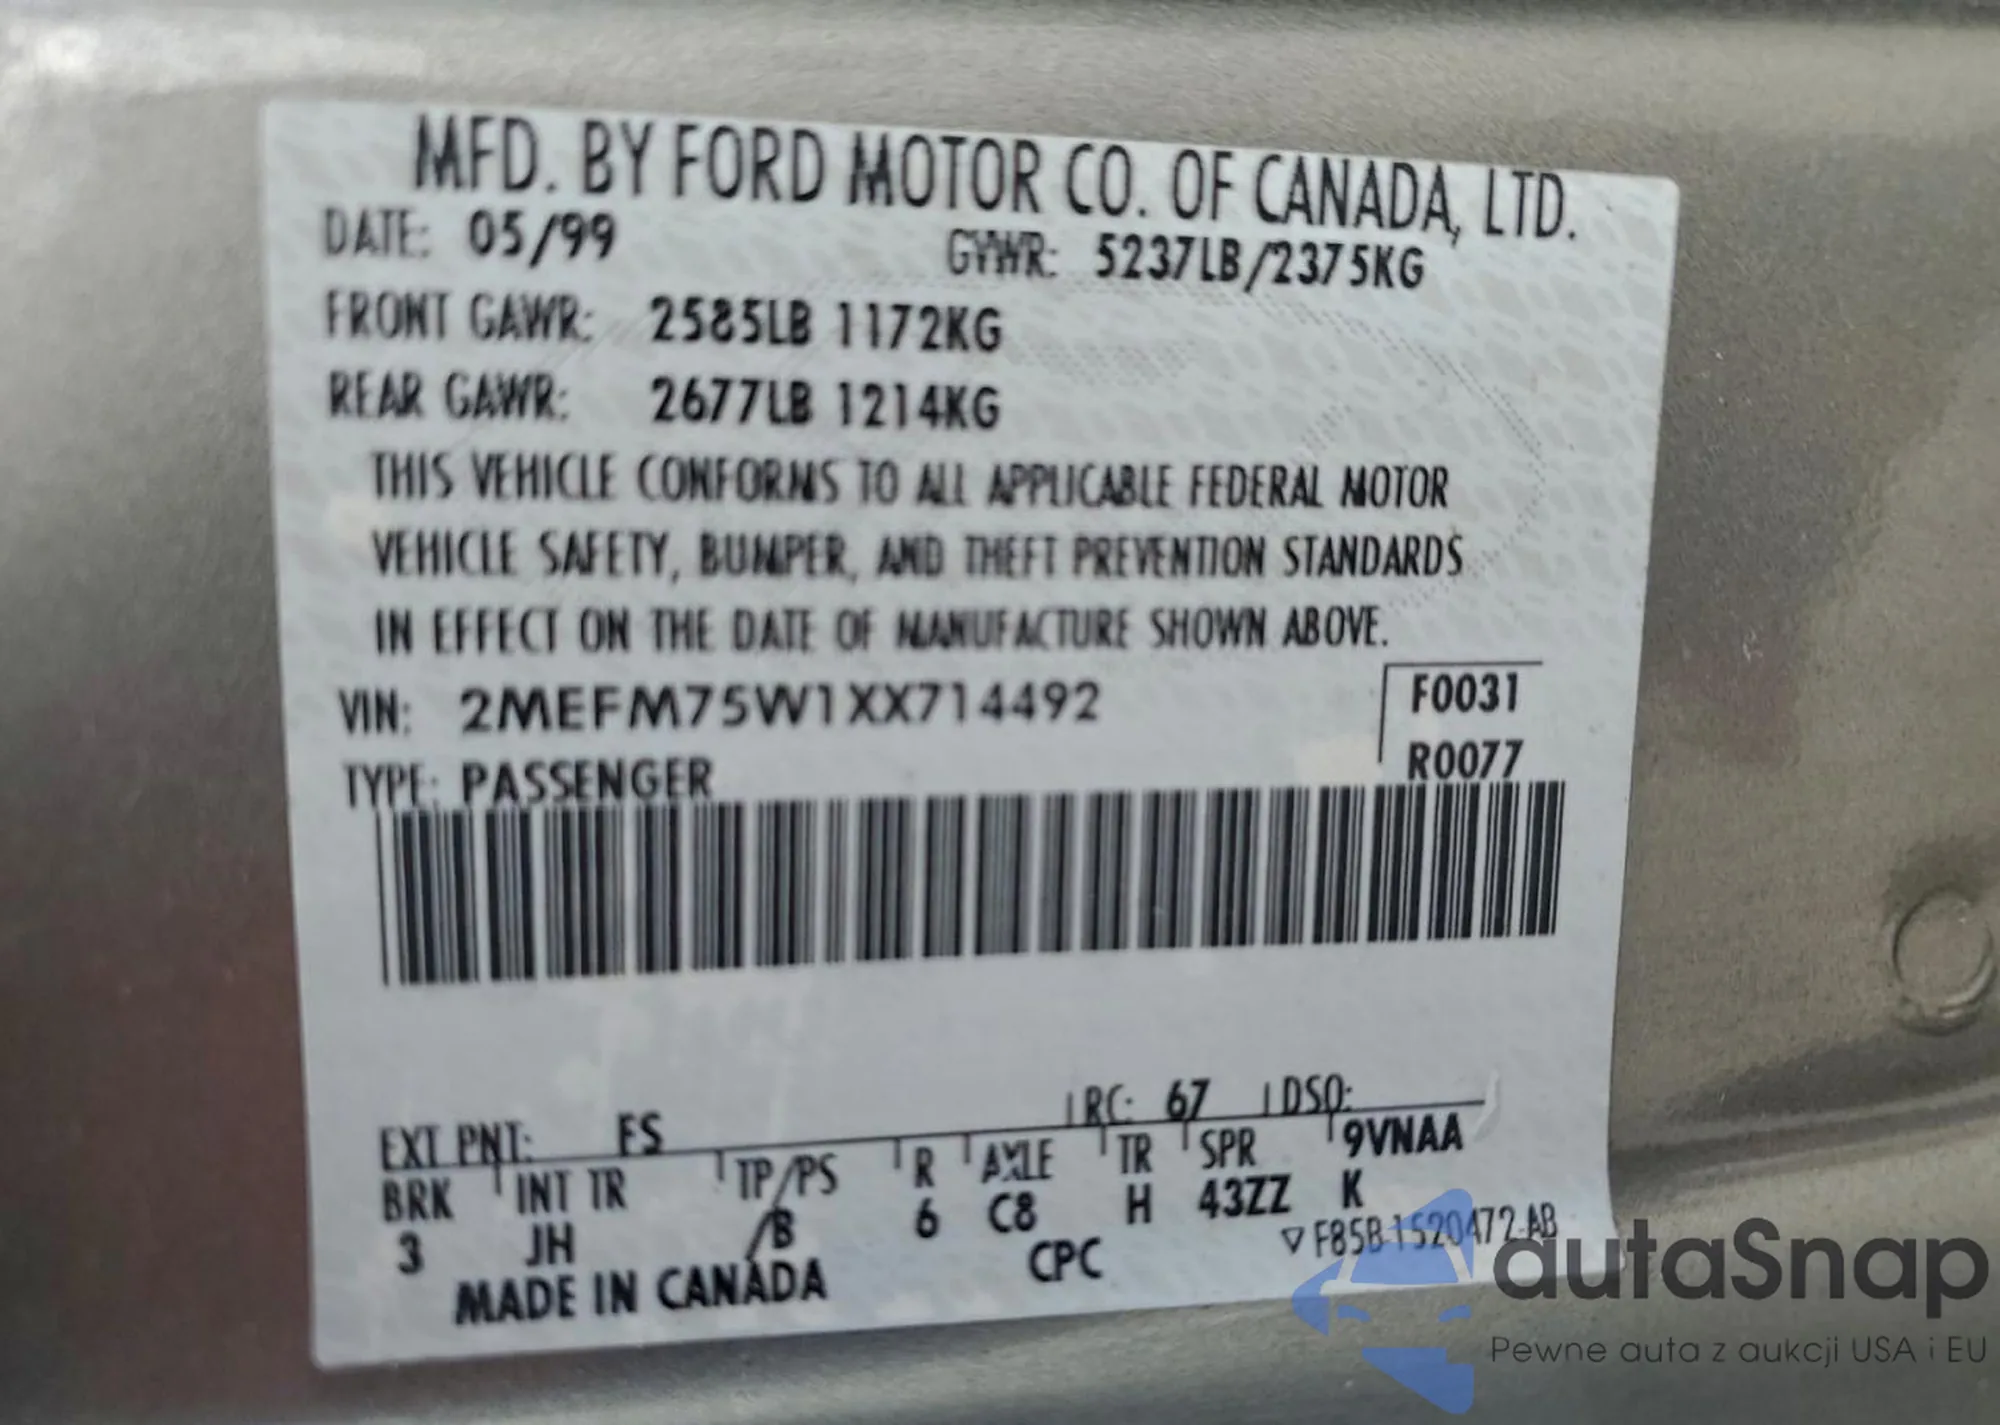 MFD. BY FORD MOTOR CO. OF CANADA, LTD.
DATE: 05/99 GVWR: 5237LB/2375KG
FRONT GAWR: 2585LB 1172KG
REAR GAWR: 2677LB 1214KG
THIS VEHICLE CONFORMS TO ALL APPLICABLE FEDERAL MOTOR
VEHICLE SAFETY, BUMPER, AND THEFT PREVENTION STANDARDS
IN EFFECT ON THE DATE OF MANUFACTURE SHOWN ABOVE.
VIN: 2MEFM75W1XX714492 F0031
TYPE: PASSENGER R0077
EXT PNT: FS RC: 67 DSO:
BRK INT TR TP/PS R AXLE TR SPR 9VNAA
3 JH /B 6 C8 H 43ZZ K
MADE IN CANADA CPC ▽ F85B-1520472-AB
autaSnap
Pewne auta z aukcji USA i EU